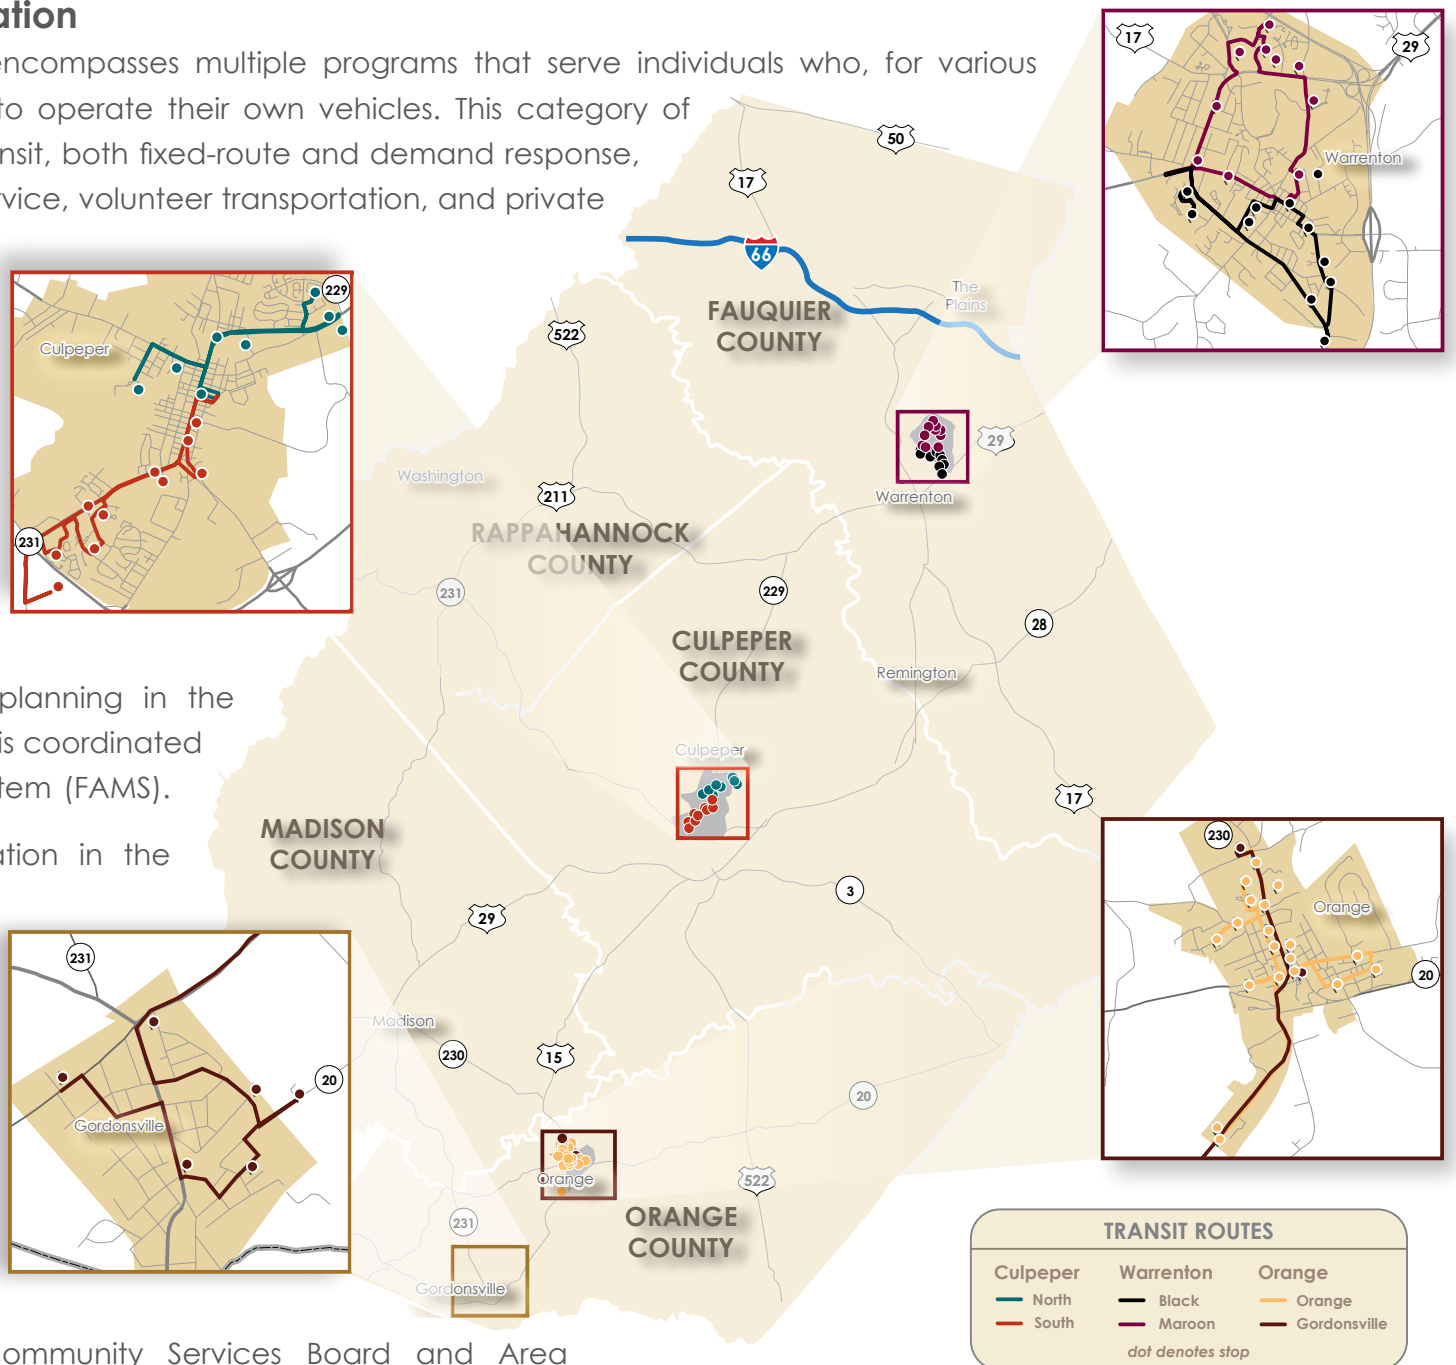 ation
encompasses multiple programs that serve individuals who, for various
to operate their own vehicles. This category of
nsit, both fixed-route and demand response,
rvice, volunteer transportation, and private
17
29
Warrenton
50
17
66
The
Plains
FAUQUIER
COUNTY
522
229
Culpeper
231
29
Warrenton
Washington
211
RAPPAHANNOCK
COUNTY
231
229
28
CULPEPER
COUNTY
Remington
planning in the
is coordinated
tem (FAMS).
ation in the
Culpeper
17
MADISON
COUNTY
3
29
230
Orange
20
231
20
Gordonsville
Madison
230
15
20
Orange
522
231
ORANGE
COUNTY
Gordonsville
TRANSIT ROUTES
Culpeper
North
South
Warrenton
Black
Maroon
Orange
Orange
Gordonsville
dot denotes stop
ommunity Services Board and Area